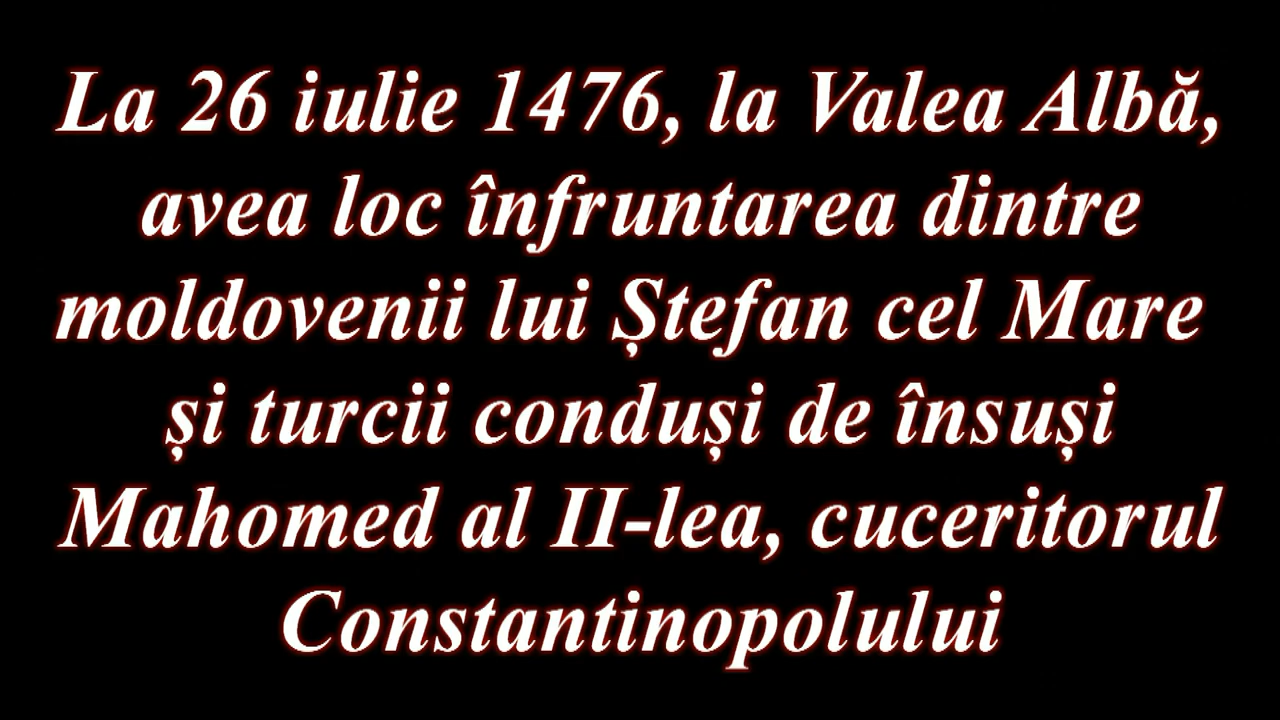 La 26 iulie 1476, la Valea Albă,
avea loc înfruntarea dintre
moldovenii lui Ștefan cel Mare
și turcii conduși de însuși
Mahomed al II-lea, cuceritorul
Constantinopolului